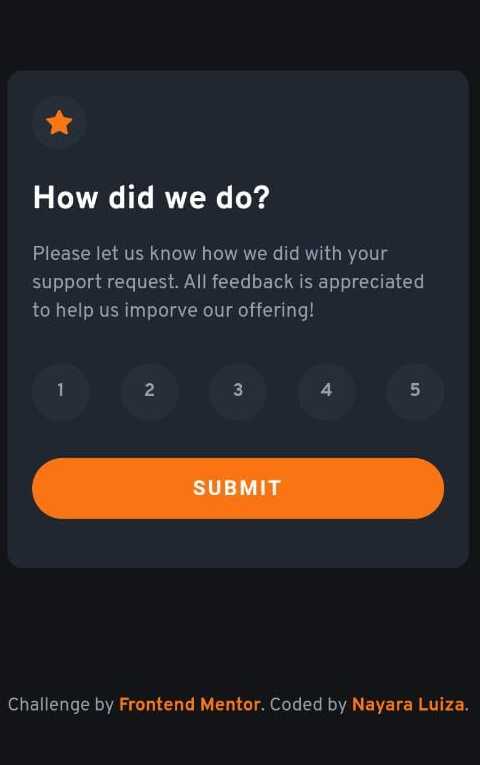 How did we do?
Please let us know how we did with your
support request. All feedback is appreciated
to help us imporve our offering!
1 2 3 4 5
SUBMIT
Challenge by Frontend Mentor. Coded by Nayara Luiza.